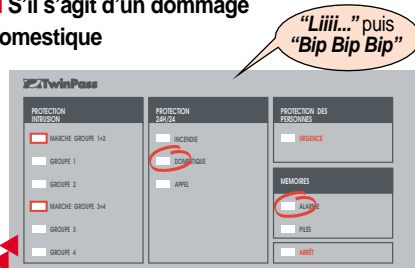 S'il s'agit d'un dommage
omestique
"Liiii..." puis
"Bip Bip Bip"
TwinPass
PROTECTION
INTRUSION
MARCHE GROUPE 1+2
GROUPE 1
GROUPE 2
MARCHE GROUPE 3+4
GROUPE 3
GROUPE 4
PROTECTION
24H/24
INCENDIE
DOMESTIQUE
APPEL
PROTECTION DES
PERSONNES
URGENCE
MEMOIRES
ALARME
PILES
ARRÊT